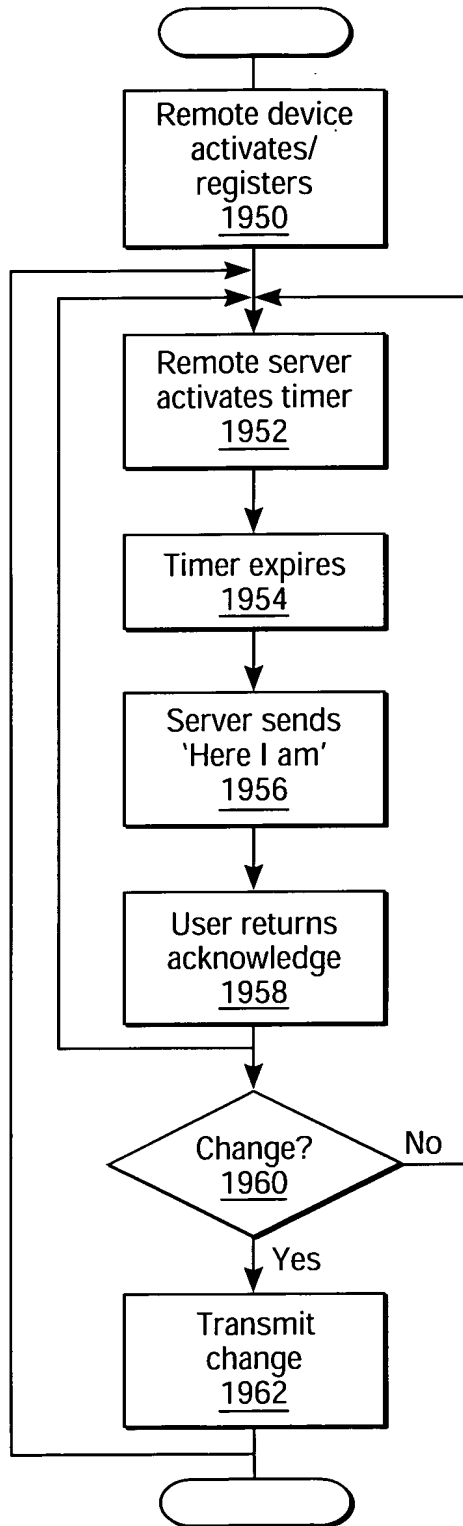 Remote device
activates/
registers
1950
Remote server
activates timer
1952
Timer expires
1954
Server sends
'Here I am'
1956
User returns
acknowledge
1958
Change?
1960
No
Yes
Transmit
change
1962